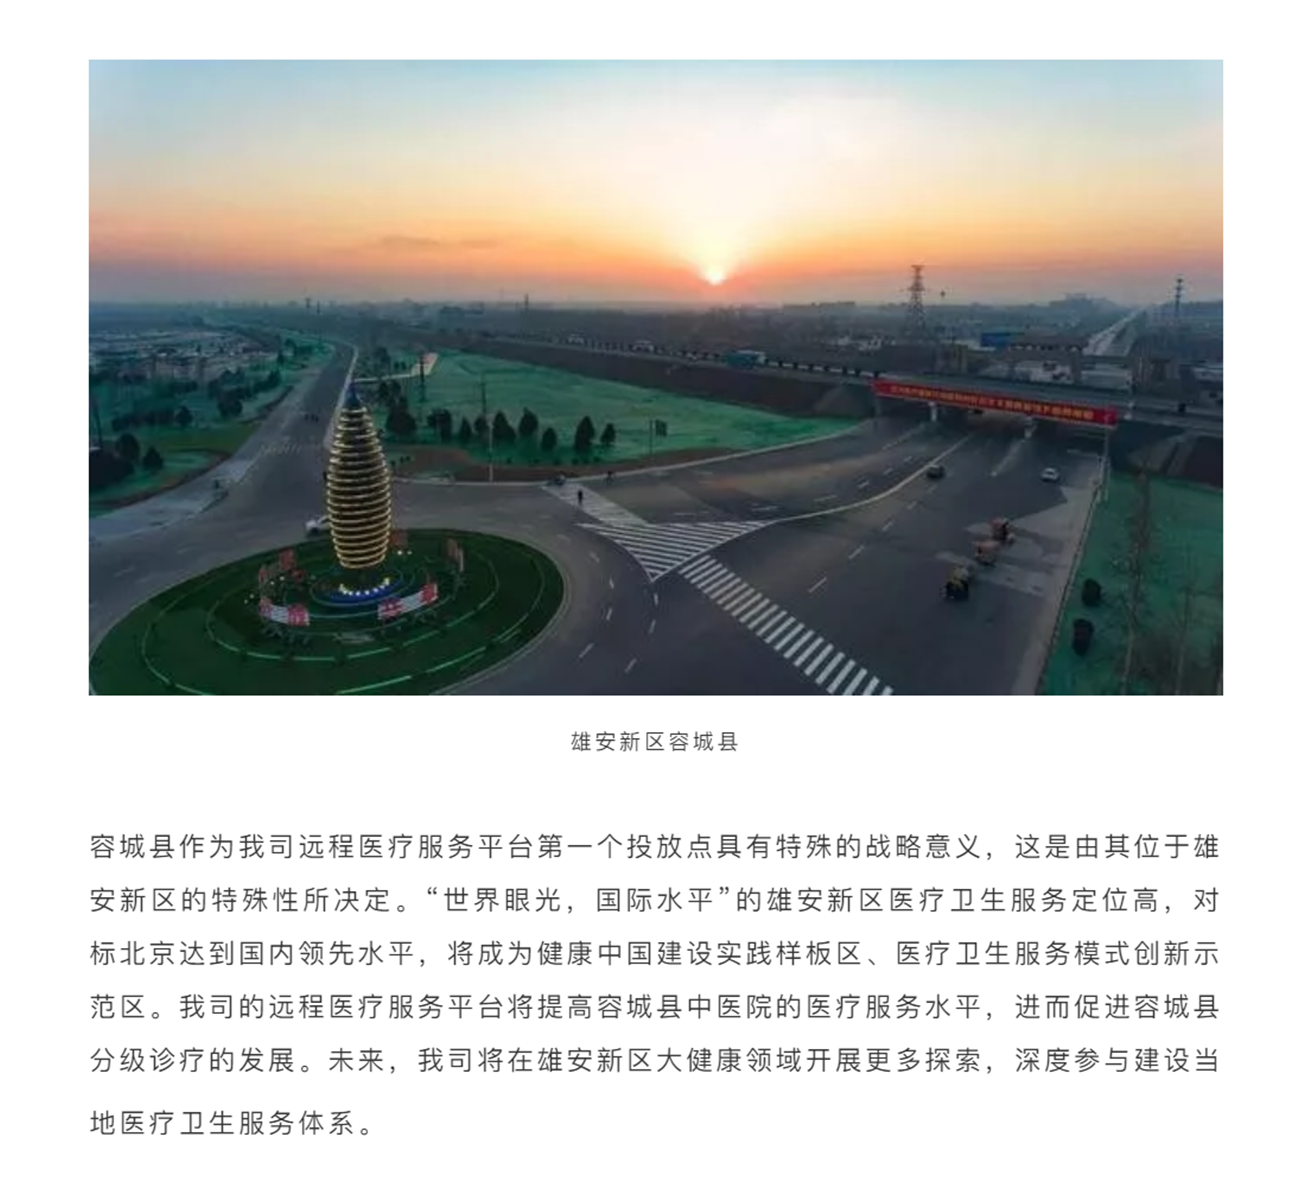 雄安新区容城县
容城县作为我司远程医疗服务平台第一个投放点具有特殊的战略意义，这是由其位于雄
安新区的特殊性所决定。“世界眼光，国际水平”的雄安新区医疗卫生服务定位高，对
标北京达到国内领先水平，将成为健康中国建设实践样板区、医疗卫生服务模式创新示
范区。我司的远程医疗服务平台将提高容城县中医院的医疗服务水平，进而促进容城县
分级诊疗的发展。未来，我司将在雄安新区大健康领域开展更多探索，深度参与建设当
地医疗卫生服务体系。